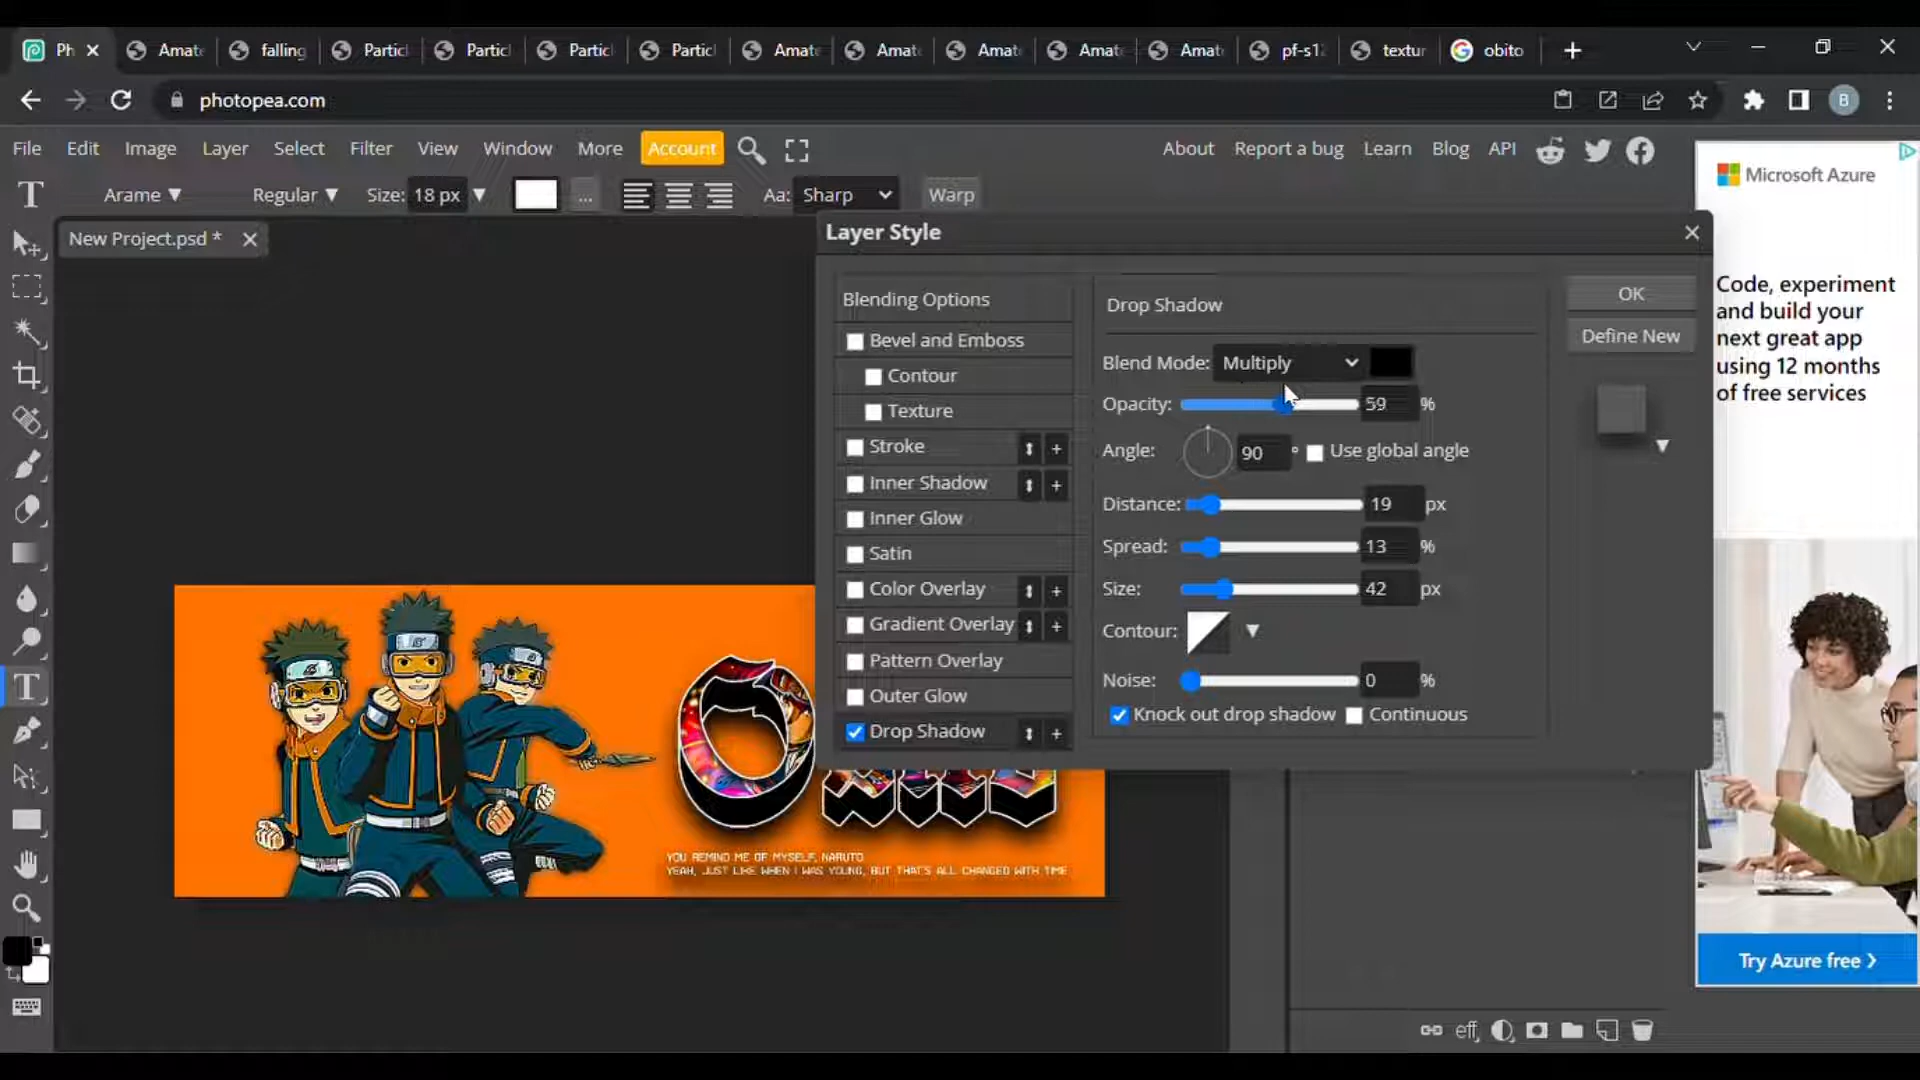 Ph Amat falling Particl Particl Particl Particl Amat Amat Amat Amat Amat pf-s1 textur obito
photopea.com B
File Edit Image Layer Select Filter View Window More Account About Report a bug Learn Blog API
T Arame ▼ Regular ▼ Size: 18 px ▼ ... Aa: Sharp Warp
New Project.psd *
Layer Style
Blending Options
Bevel and Emboss
Contour
Texture
Stroke
Inner Shadow
Inner Glow
Satin
Color Overlay
Gradient Overlay
Pattern Overlay
Outer Glow
Drop Shadow
Drop Shadow
Blend Mode: Multiply
Opacity: 59 %
Angle: 90 ° Use global angle
Distance: 19 px
Spread: 13 %
Size: 42 px
Contour:
Noise: 0 %
Knock out drop shadow Continuous
OK
Define New
YOU REMIND ME OF MYSELF, NARUTO
YEAH, JUST LIKE WHEN I WAS YOUNG, BUT THAT'S ALL CHANGED WITH TIME
Microsoft Azure
Code, experiment
and build your
next great app
using 12 months
of free services
Try Azure free
eff